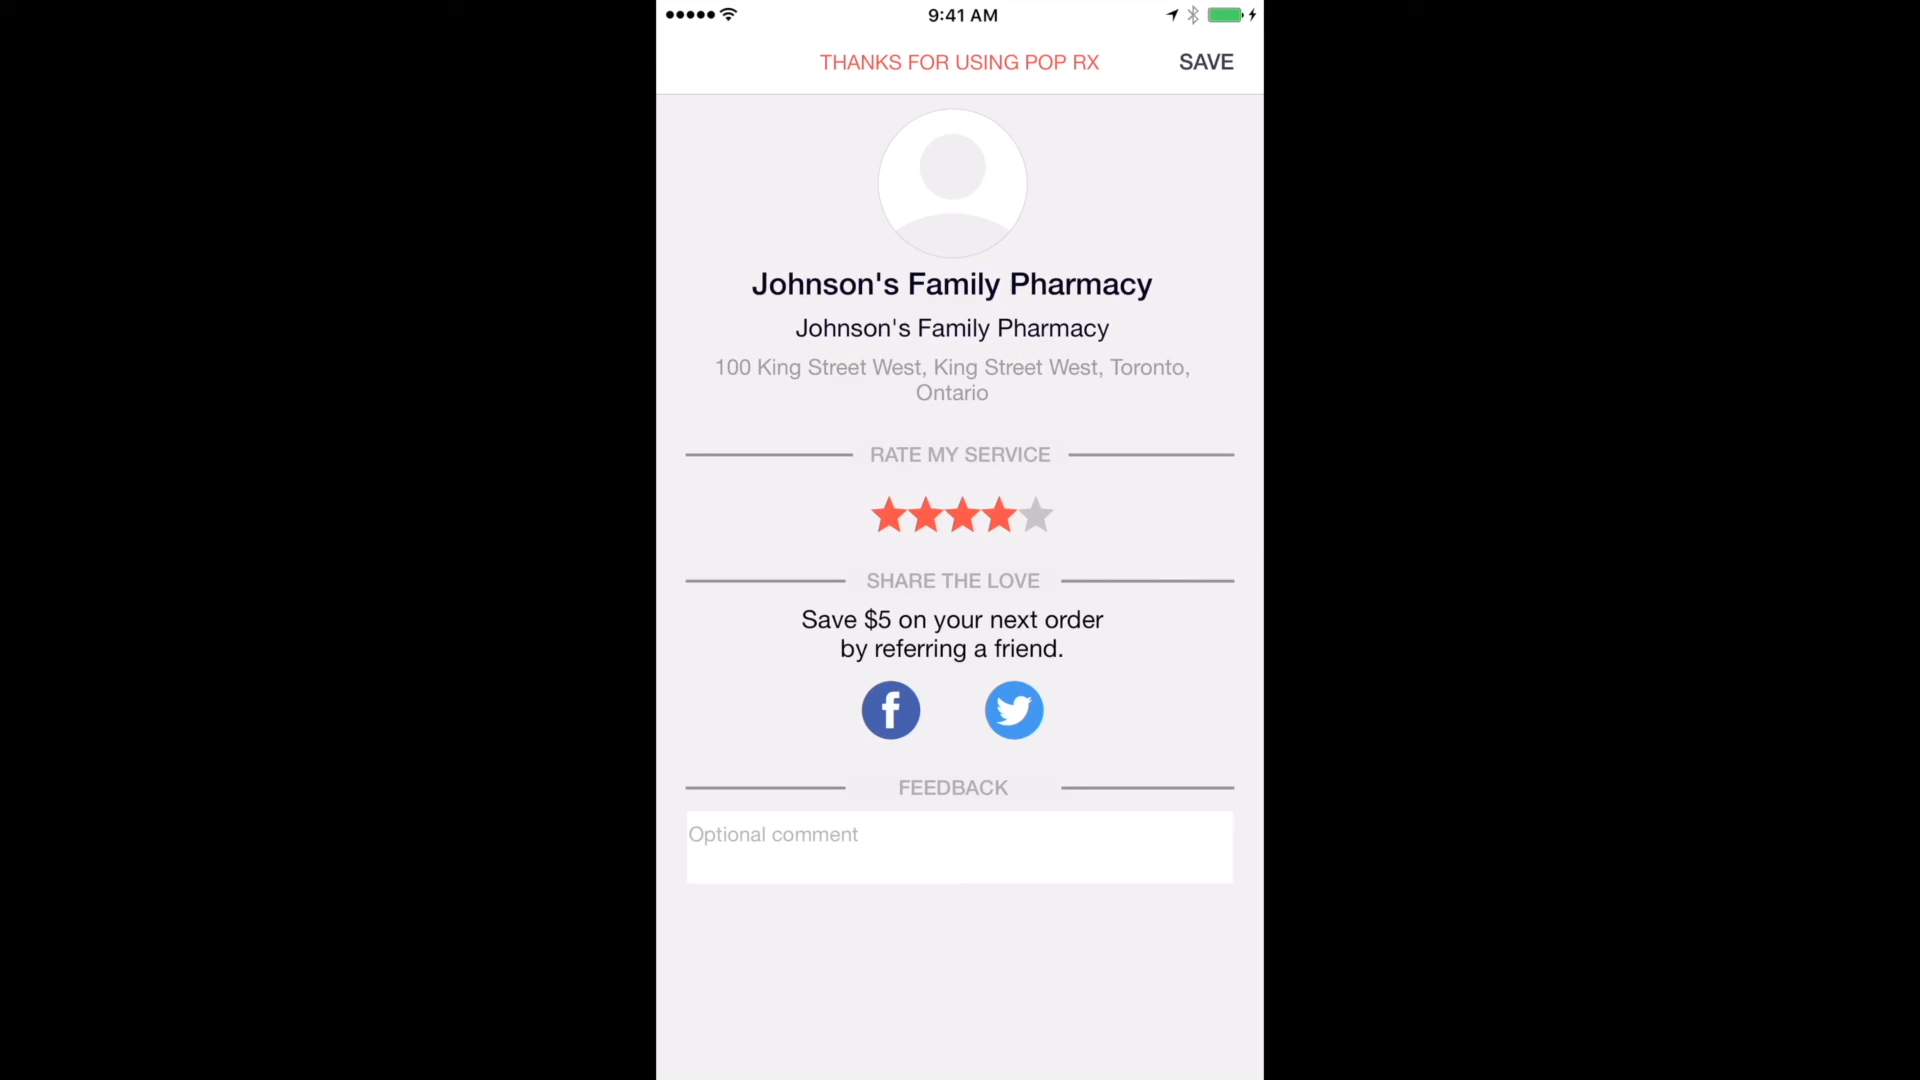 9:41 AM
THANKS FOR USING POP RX
SAVE
Johnson's Family Pharmacy
Johnson's Family Pharmacy
100 King Street West, King Street West, Toronto,
Ontario
RATE MY SERVICE
SHARE THE LOVE
Save $5 on your next order
by referring a friend.
FEEDBACK
Optional comment